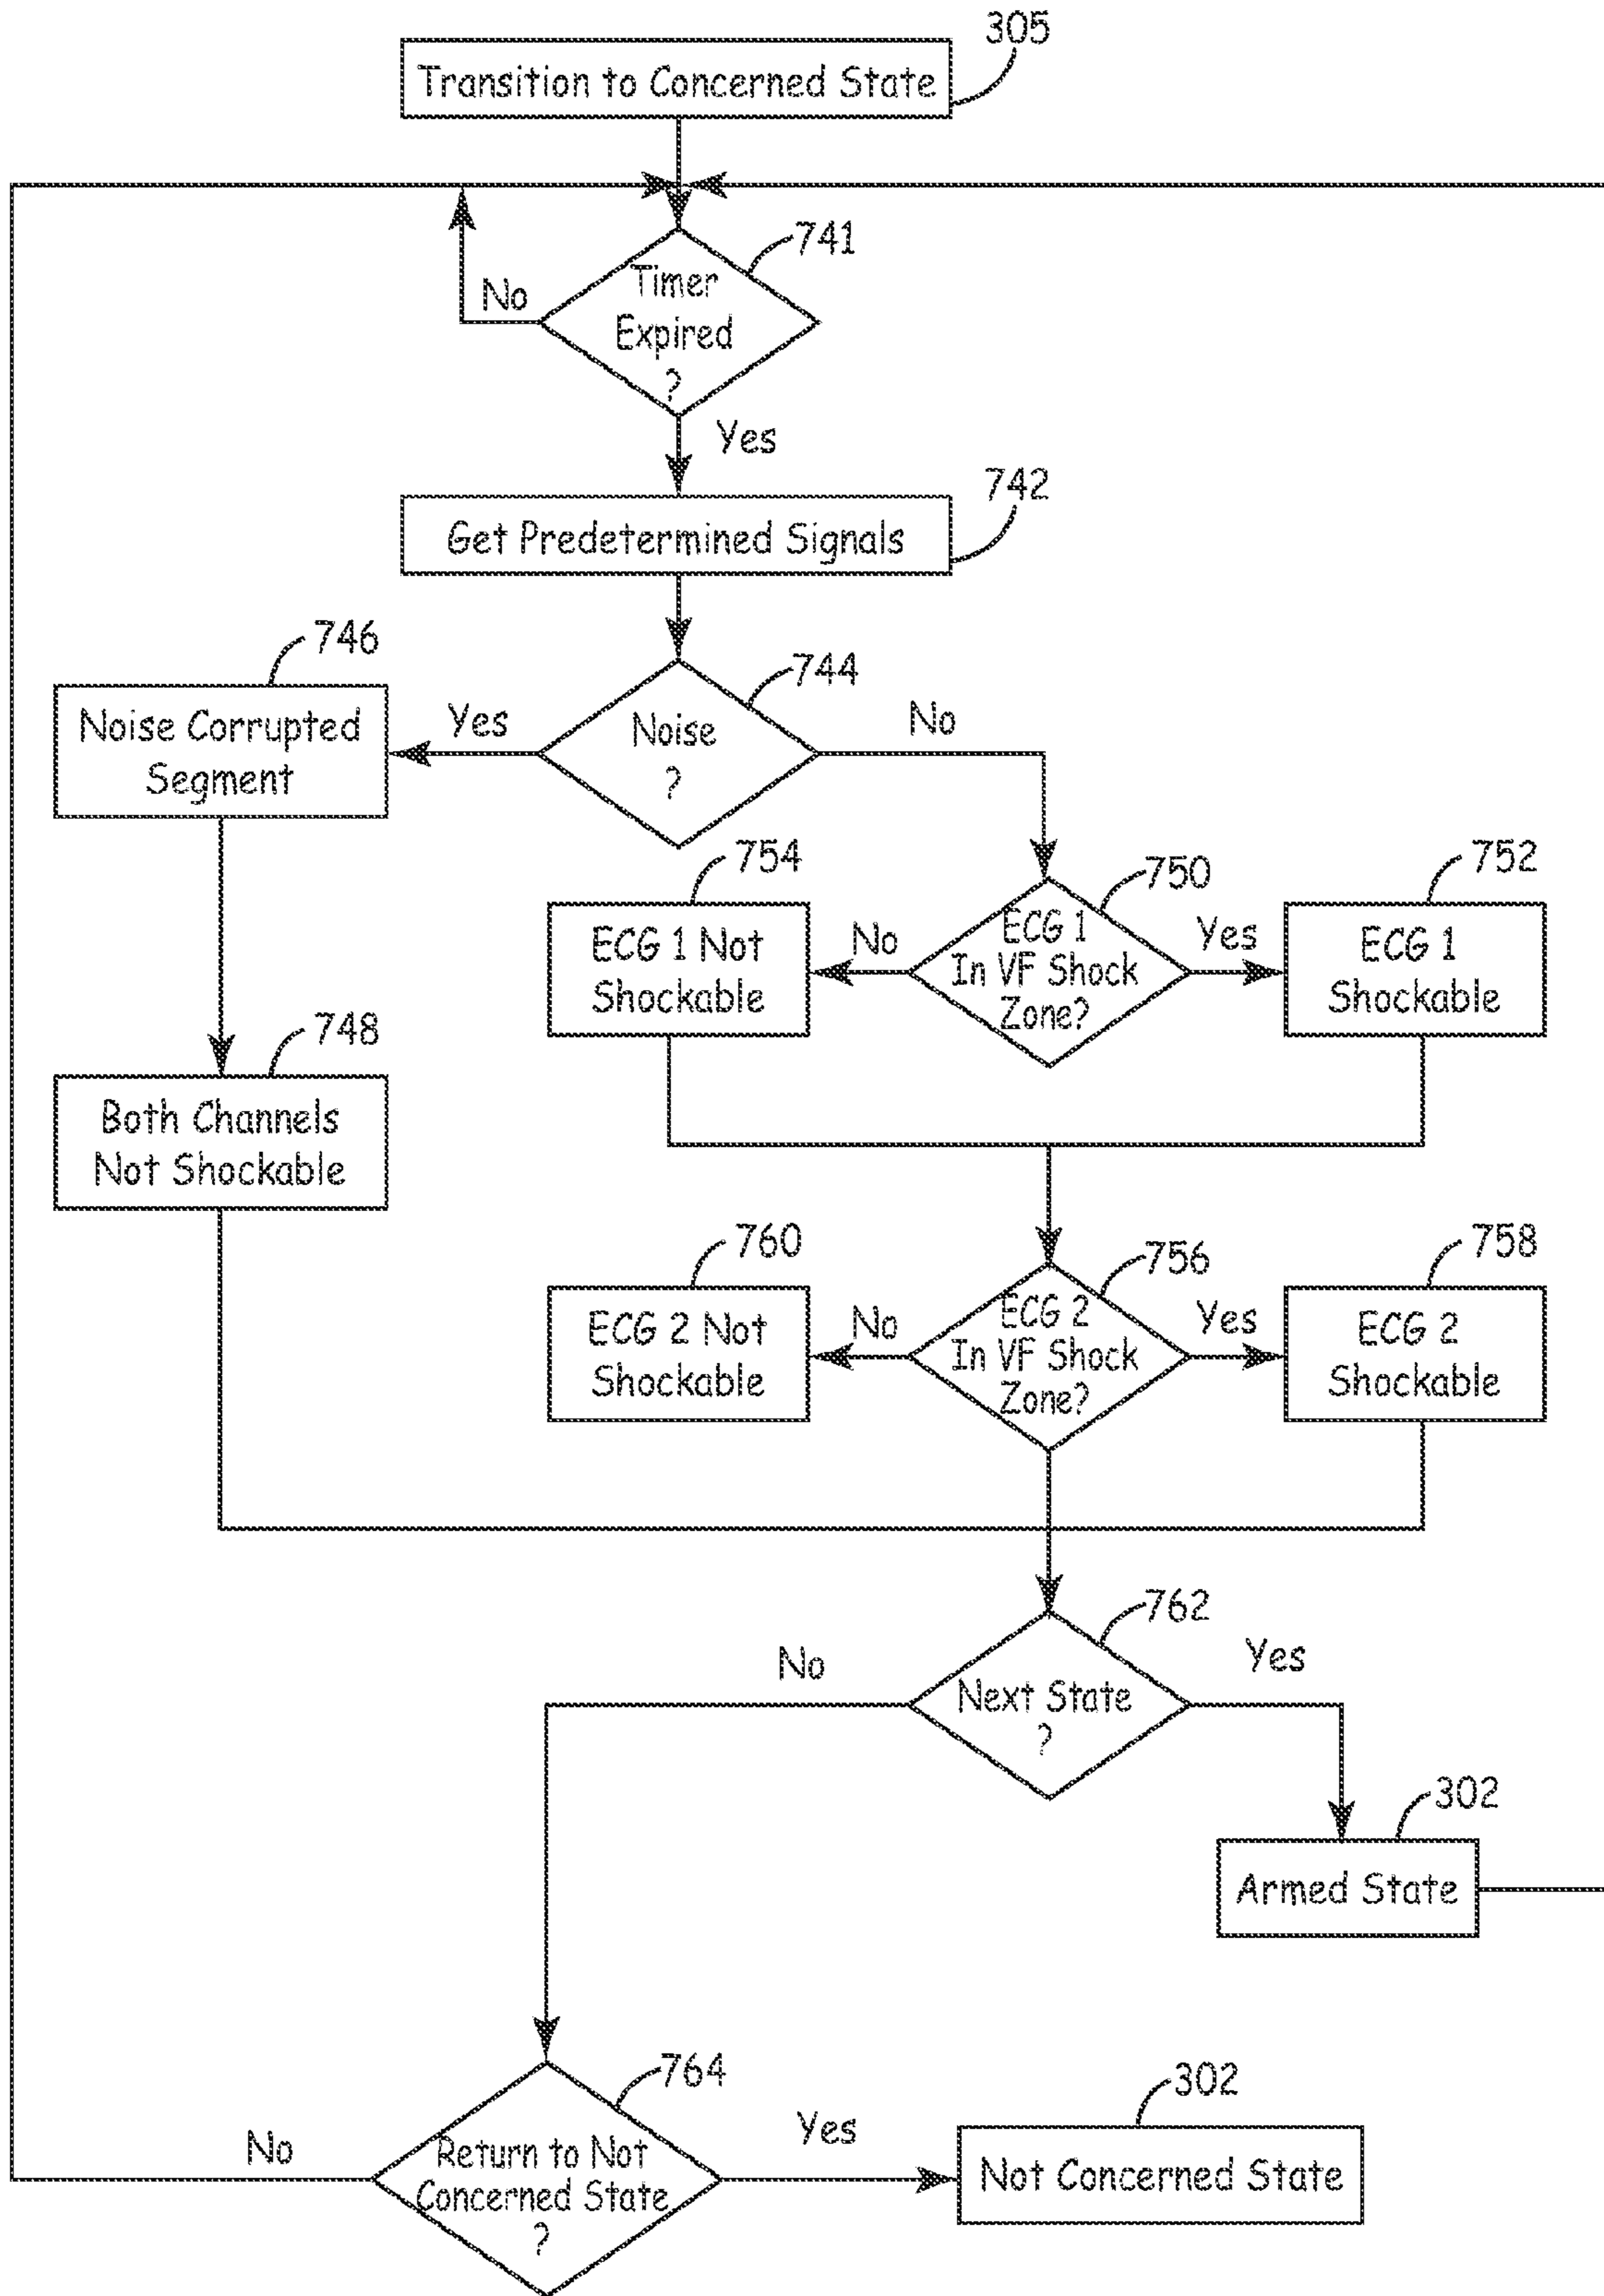 305
Transition to Concerned State
741
Timer
Expired
?
No
Yes
742
Get Predetermined Signals
746
744
Noise Corrupted
Segment
Yes
Noise
?
No
754
750
752
ECG 1 Not
Shockable
No
ECG 1
In VF Shock
Zone?
Yes
ECG 1
Shockable
748
Both Channels
Not Shockable
760
756
758
ECG 2 Not
Shockable
No
ECG 2
In VF Shock
Zone?
Yes
ECG 2
Shockable
762
No
Next State
?
Yes
302
Armed State
764
302
No
Return to Not
Concerned State
?
Yes
Not Concerned State